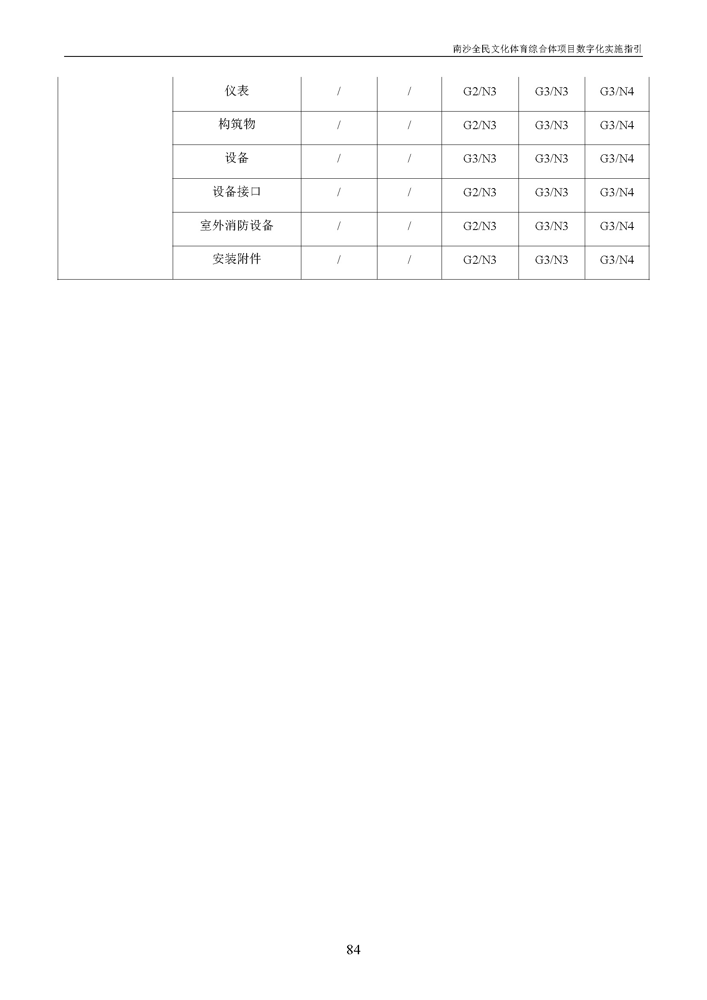 南沙全民文化体育综合体项目数字化实施指引
仪表 / / G2/N3 G3/N3 G3/N4
构筑物 / / G2/N3 G3/N3 G3/N4
设备 / / G3/N3 G3/N3 G3/N4
设备接口 / / G2/N3 G3/N3 G3/N4
室外消防设备 / / G2/N3 G3/N3 G3/N4
安装附件 / / G2/N3 G3/N3 G3/N4
84